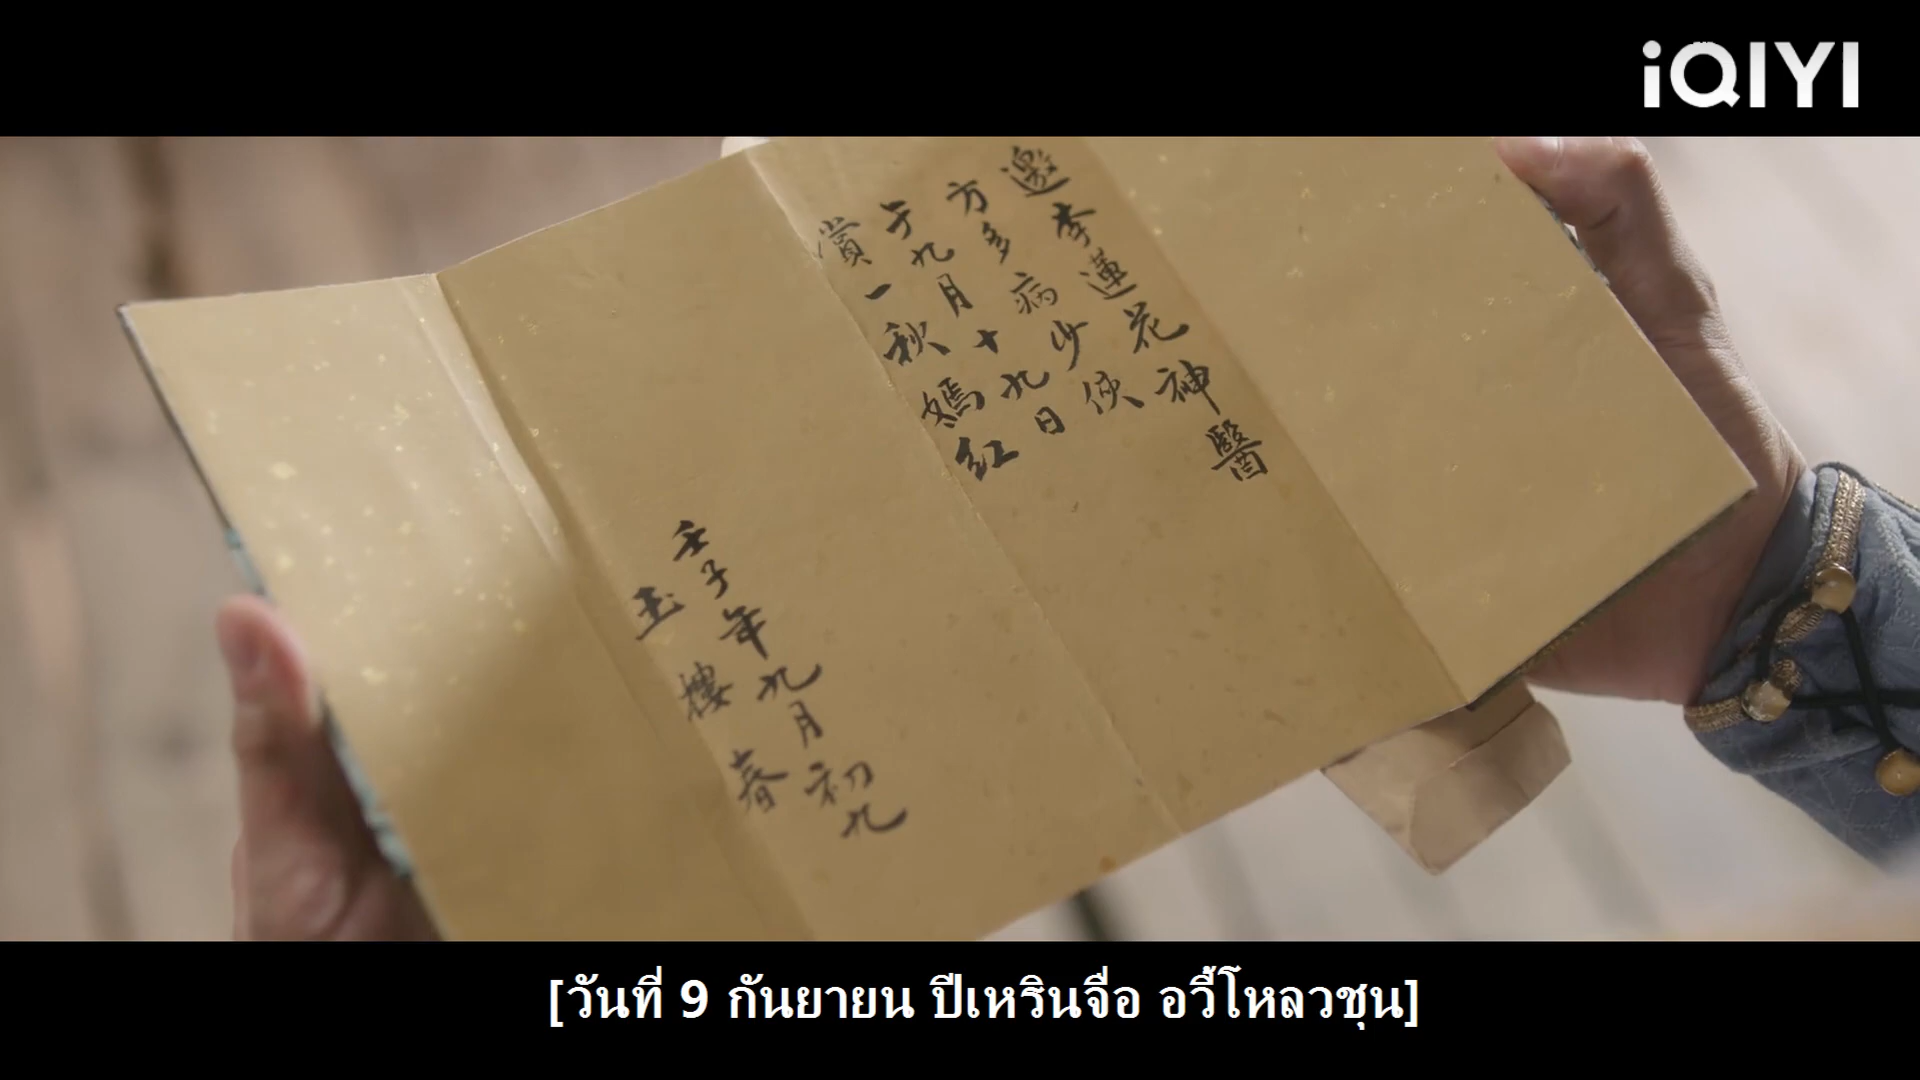 iQIYI
邀李蓮花神醫
方多病少俠
于九月十九日
賞一秋嫣紅
壬子年九月初九
玉樓春
[วันที่ 9 กันยายน ปีเหรินจื่อ อวี้โหลวชุน]